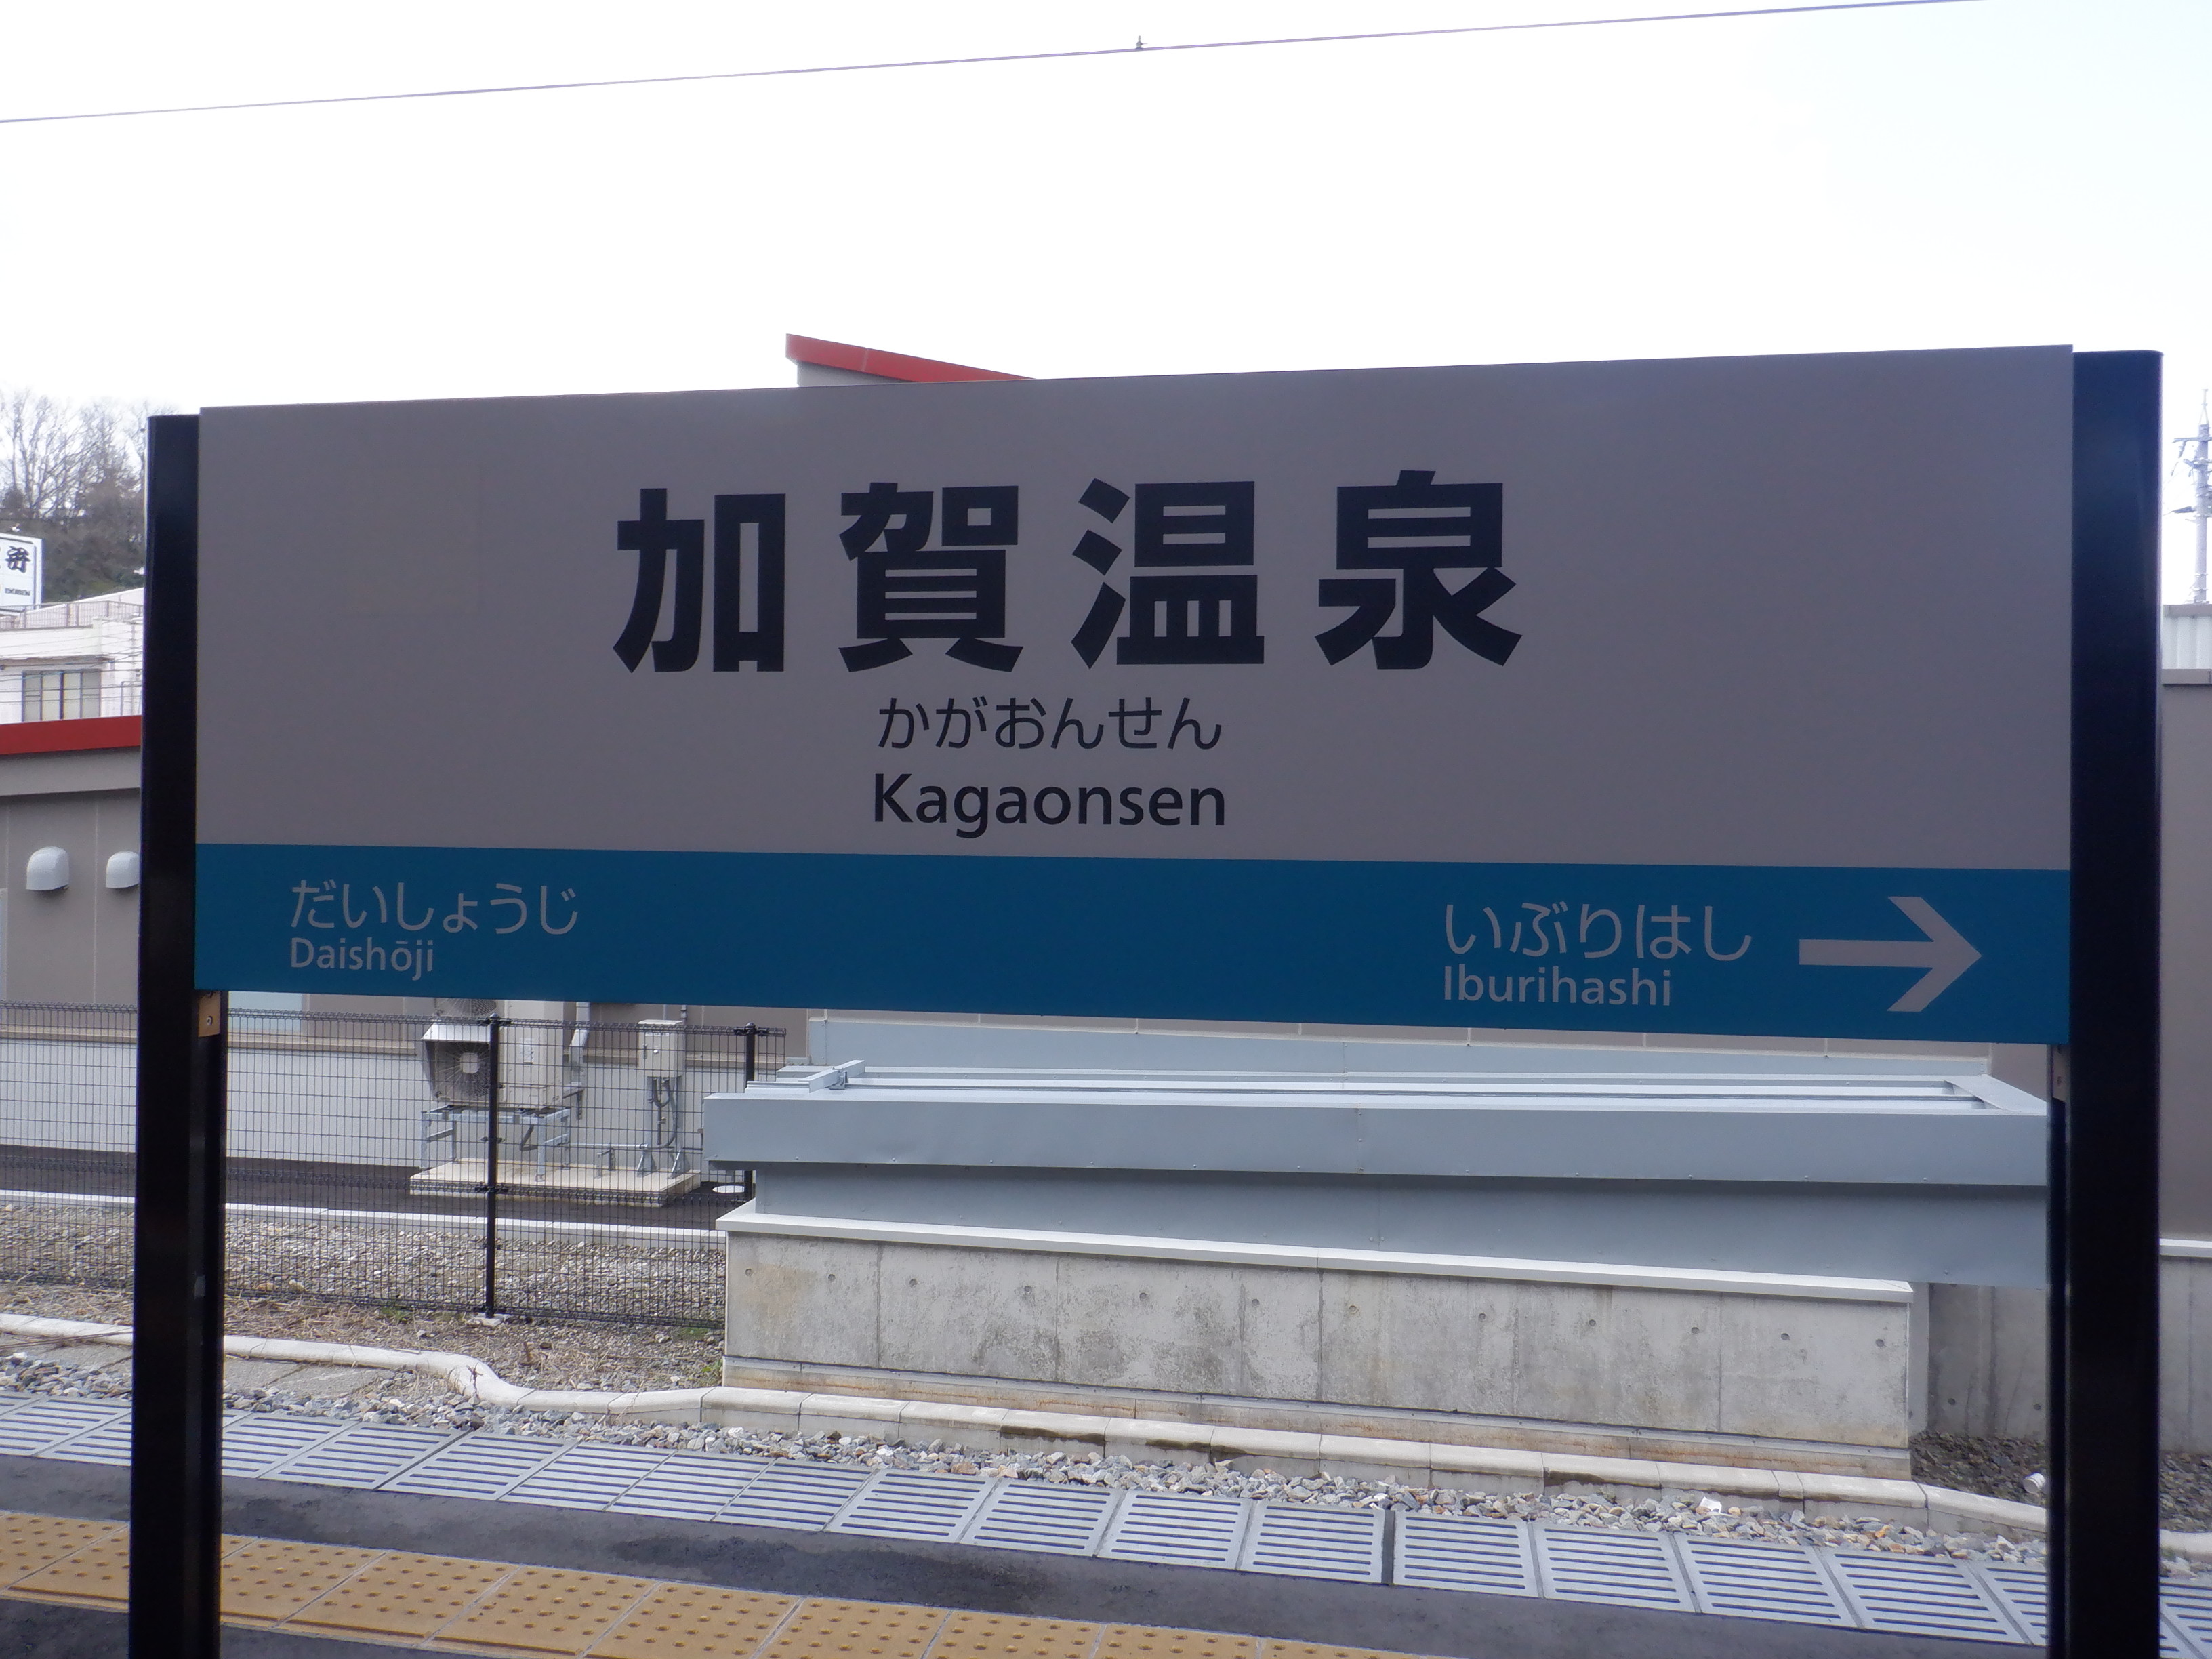 加賀温泉
かがおんせん
Kagaonsen
だいしょうじ
Daishōji
いぶりはし
Iburihashi